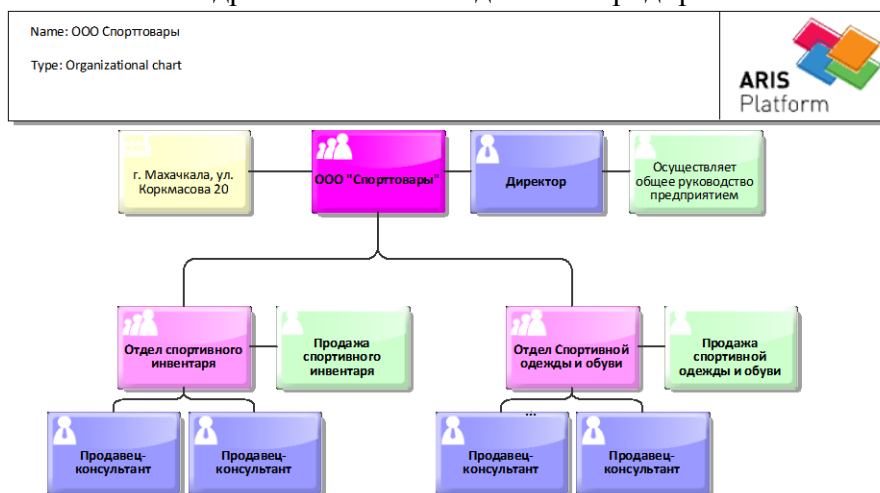 Name: ООО Спорттовары
Type: Organizational chart
ARIS
Platform
г. Махачкала, ул.
Коркмасова 20
ООО "Спорттовары"
Директор
Осуществляет
общее руководство
предприятием
Отдел спортивного
инвентаря
Продажа
спортивного
инвентаря
Отдел Спортивной
одежды и обуви
Продажа
спортивной
одежды и обуви
...
Продавец-
консультант
Продавец-
консультант
Продавец-
консультант
Продавец-
консультант